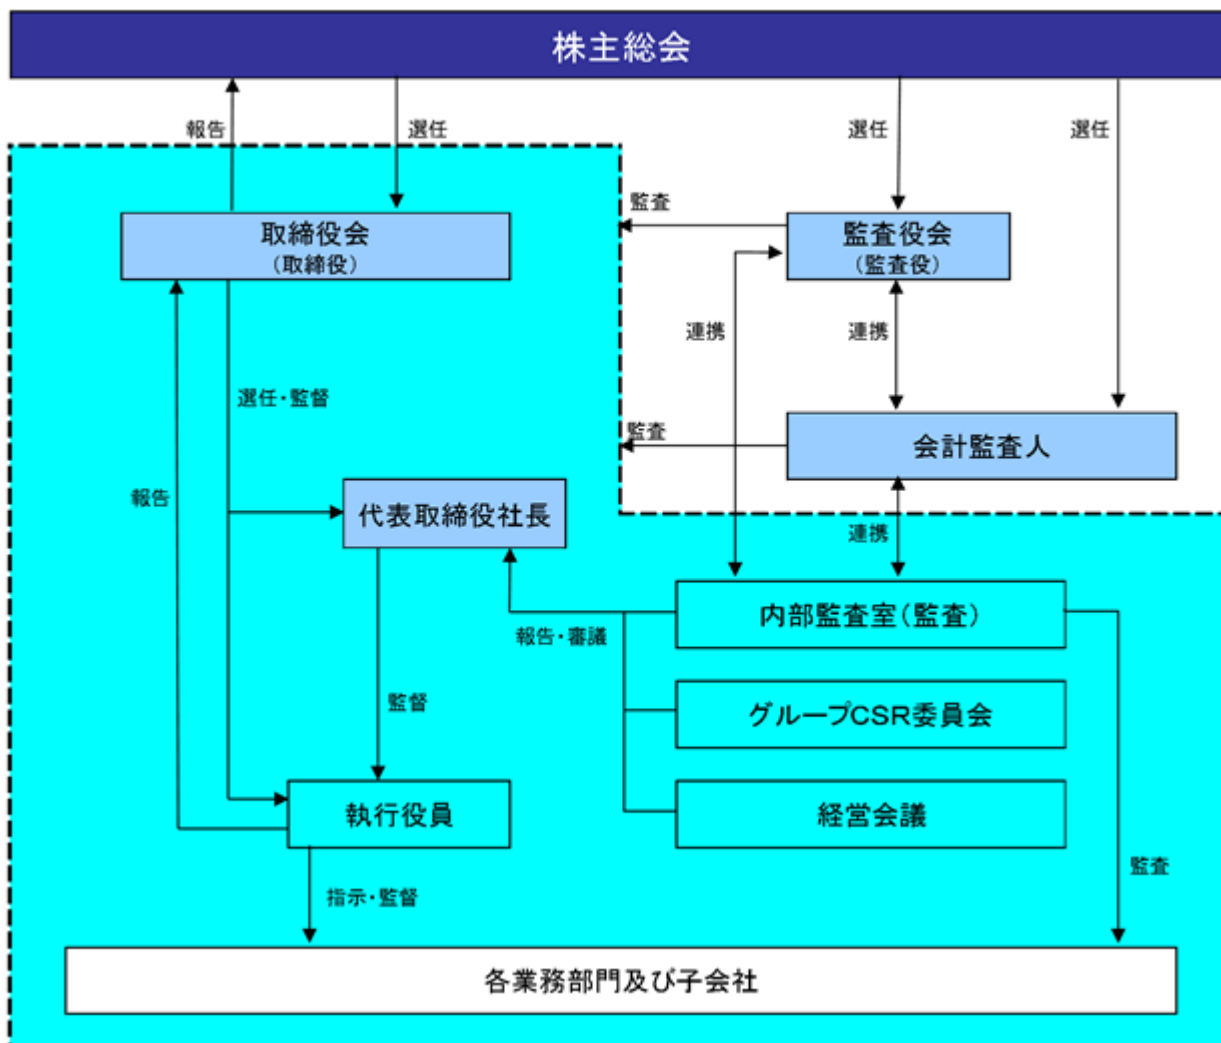 株主総会
報告
選任
選任
選任
取締役会
（取締役）
監査
監査役会
（監査役）
連携
連携
選任・監督
監査
会計監査人
報告
代表取締役社長
連携
内部監査室（監査）
報告・審議
監督
グループCSR委員会
執行役員
経営会議
監査
指示・監督
各業務部門及び子会社